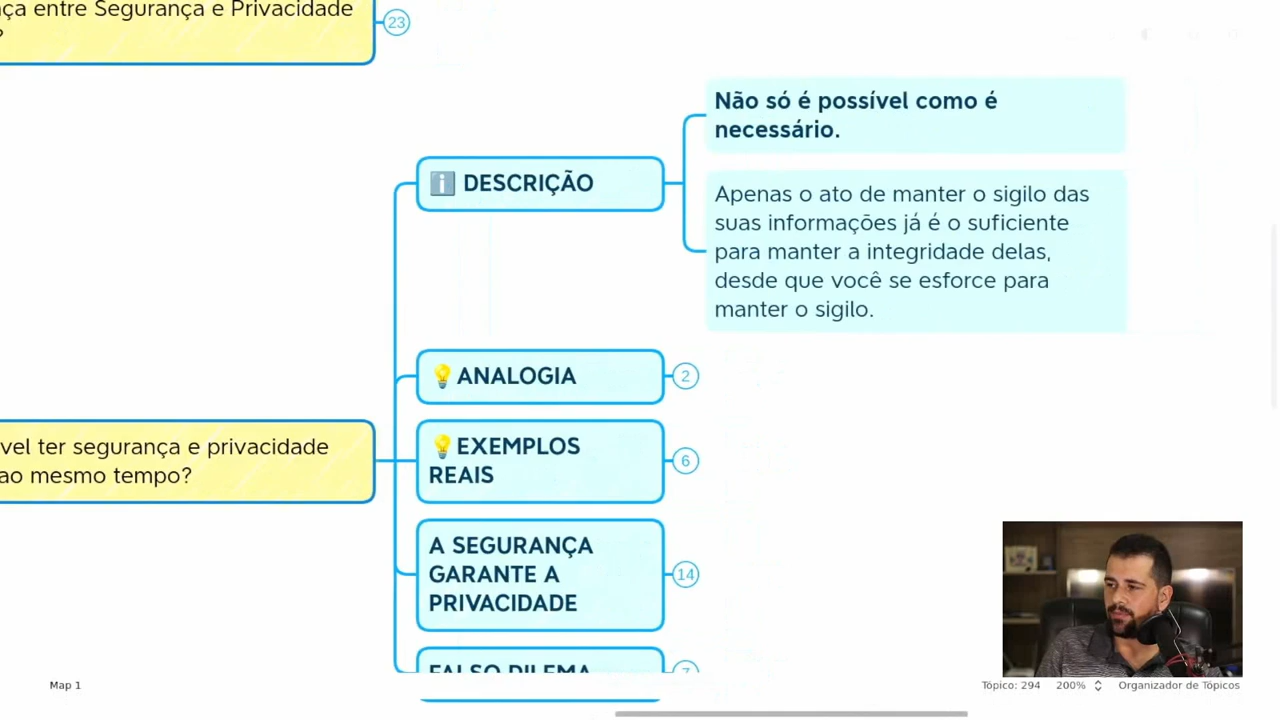 ça entre Segurança e Privacidade
?
23
Não só é possível como é
necessário.
ℹ️ DESCRIÇÃO
Apenas o ato de manter o sigilo das
suas informações já é o suficiente
para manter a integridade delas,
desde que você se esforce para
manter o sigilo.
💡ANALOGIA
2
vel ter segurança e privacidade
ao mesmo tempo?
💡EXEMPLOS
REAIS
6
A SEGURANÇA
GARANTE A
PRIVACIDADE
14
FALSO DILEMA
7
Map 1
Tópico: 294
200%
Organizador de Tópicos